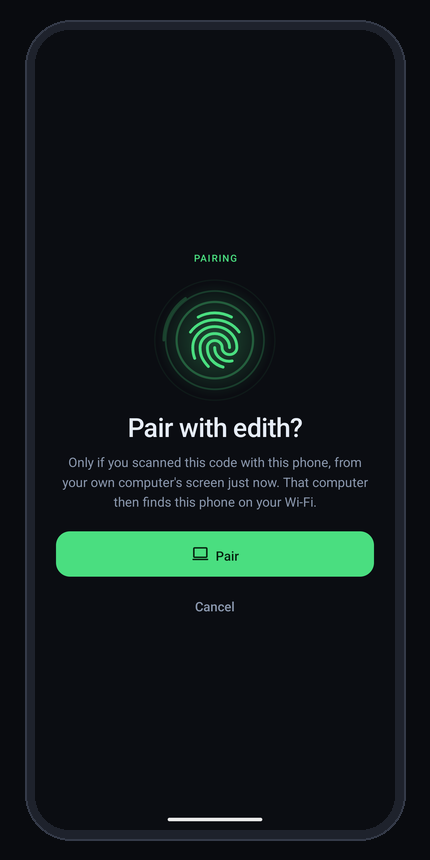 PAIRING
Pair with edith?
Only if you scanned this code with this phone, from
your own computer's screen just now. That computer
then finds this phone on your Wi-Fi.
Pair
Cancel